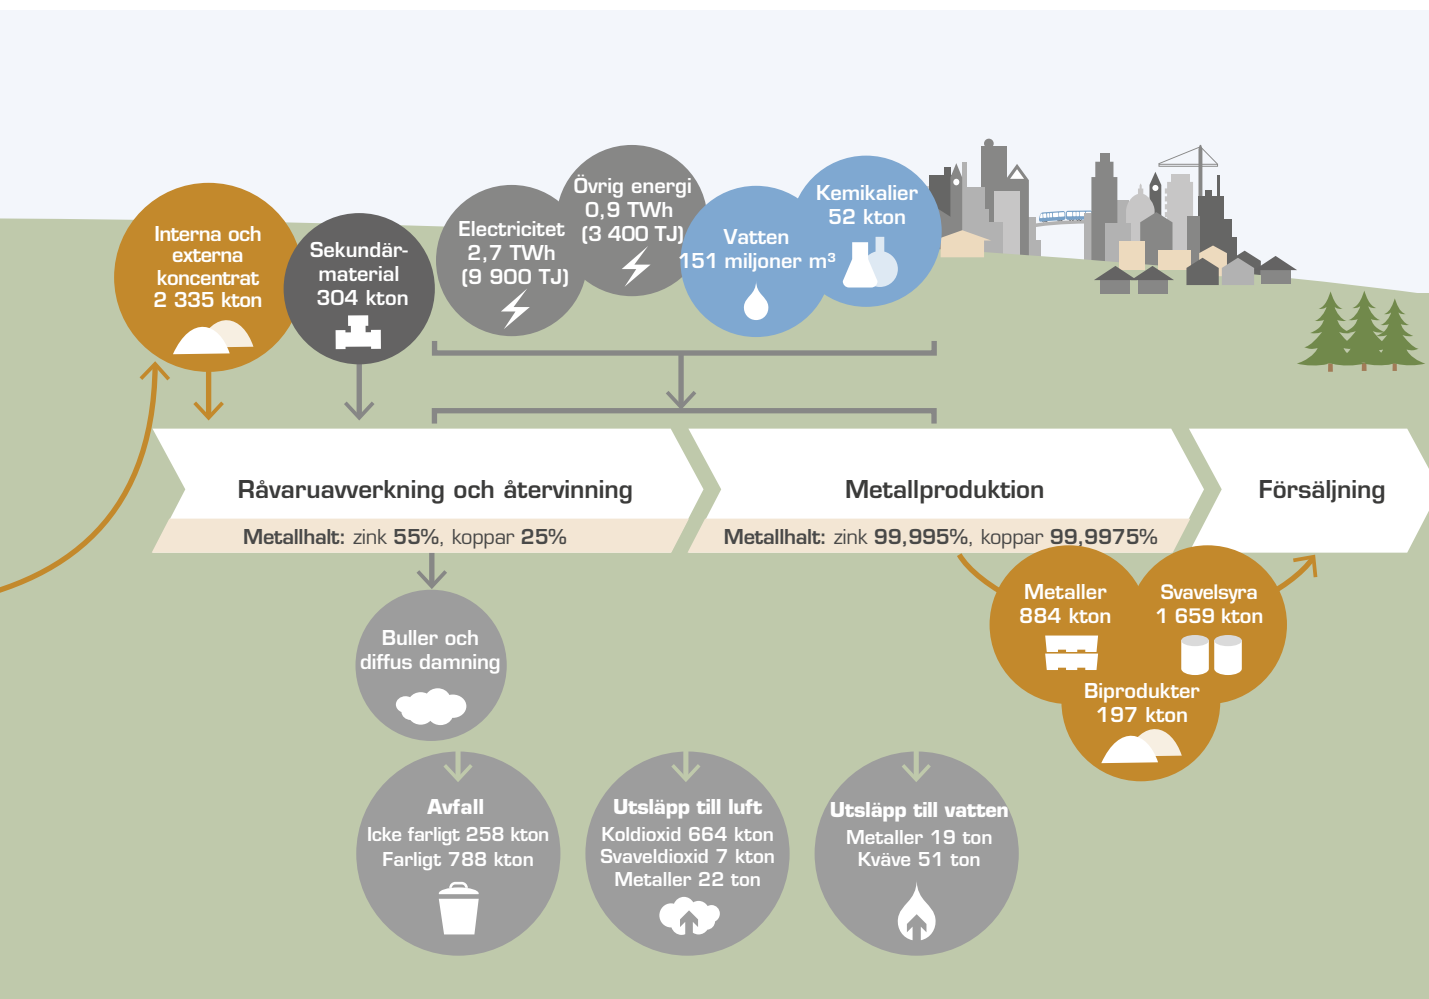 Interna och
externa
koncentrat
2 335 kton
Sekundär-
material
304 kton
Electricitet
2,7 TWh
(9 900 TJ)
Övrig energi
0,9 TWh
(3 400 TJ)
Vatten
151 miljoner m³
Kemikalier
52 kton
Råvaruavverkning och återvinning
Metallhalt: zink 55%, koppar 25%
Metallproduktion
Metallhalt: zink 99,995%, koppar 99,9975%
Försäljning
Buller och
diffus damning
Metaller
884 kton
Svavelsyra
1 659 kton
Biprodukter
197 kton
Avfall
Icke farligt 258 kton
Farligt 788 kton
Utsläpp till luft
Koldioxid 664 kton
Svaveldioxid 7 kton
Metaller 22 ton
Utsläpp till vatten
Metaller 19 ton
Kväve 51 ton